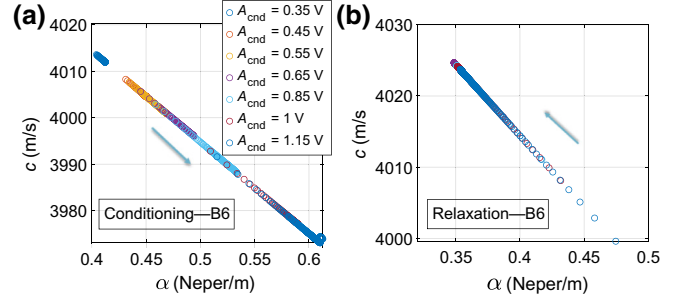 (a)
4020
4010
4000
3990
3980
c (m/s)
0.4
0.45
0.5
0.55
0.6
α (Neper/m)
Conditioning—B6
A_cnd = 0.35 V
A_cnd = 0.45 V
A_cnd = 0.55 V
A_cnd = 0.65 V
A_cnd = 0.85 V
A_cnd = 1 V
A_cnd = 1.15 V
(b)
4030
4020
4010
4000
c (m/s)
0.35
0.4
0.45
0.5
α (Neper/m)
Relaxation—B6